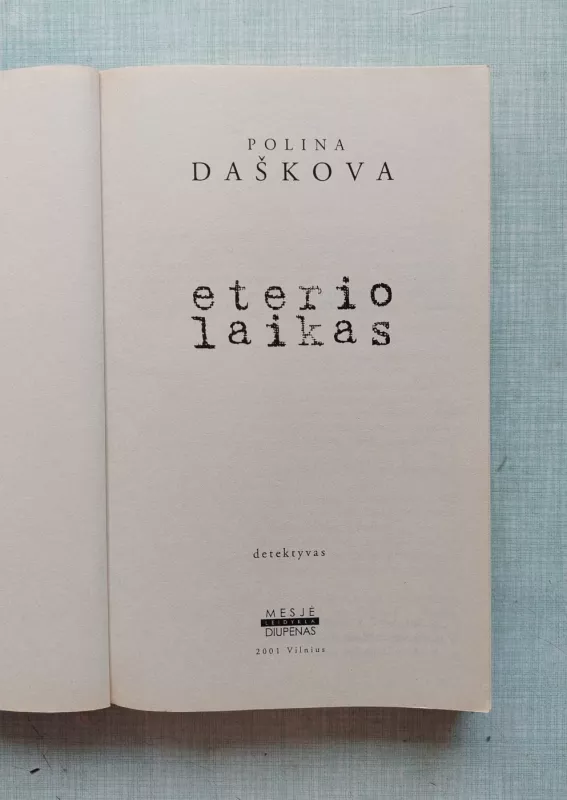 POLINA
DAŠKOVA
eterio
laikas
detektyvas
MESJĖ
LEIDYKLA
DIUPENAS
2001 Vilnius